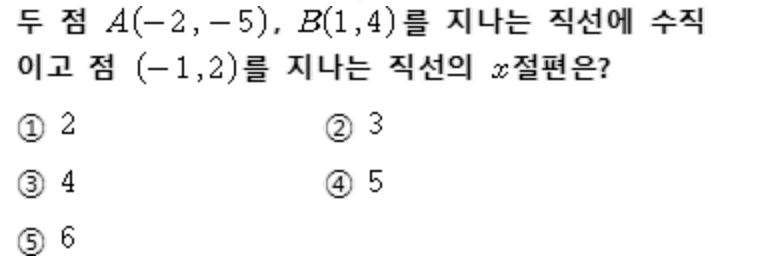 두 점 A(−2,−5), B(1,4)를 지나는 직선에 수직
이고 점 (−1,2)를 지나는 직선의 x절편은?
① 2 ② 3
③ 4 ④ 5
⑤ 6